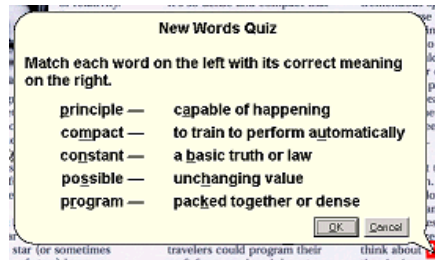 New Words Quiz
Match each word on the left with its correct meaning
on the right.
principle — capable of happening
compact — to train to perform automatically
constant — a basic truth or law
possible — unchanging value
program — packed together or dense
OK Cancel
star (or sometimes travelers could program their think about